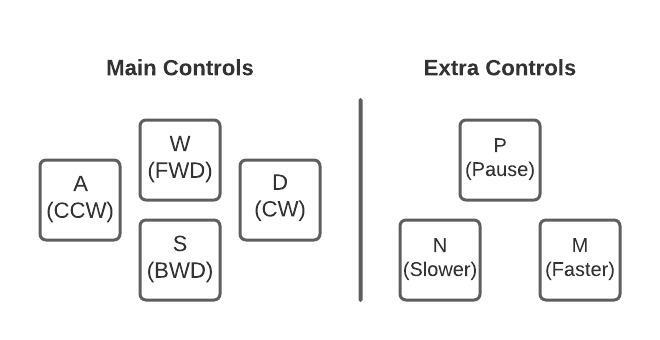 Main Controls
Extra Controls
W
(FWD)
A
(CCW)
D
(CW)
S
(BWD)
P
(Pause)
N
(Slower)
M
(Faster)